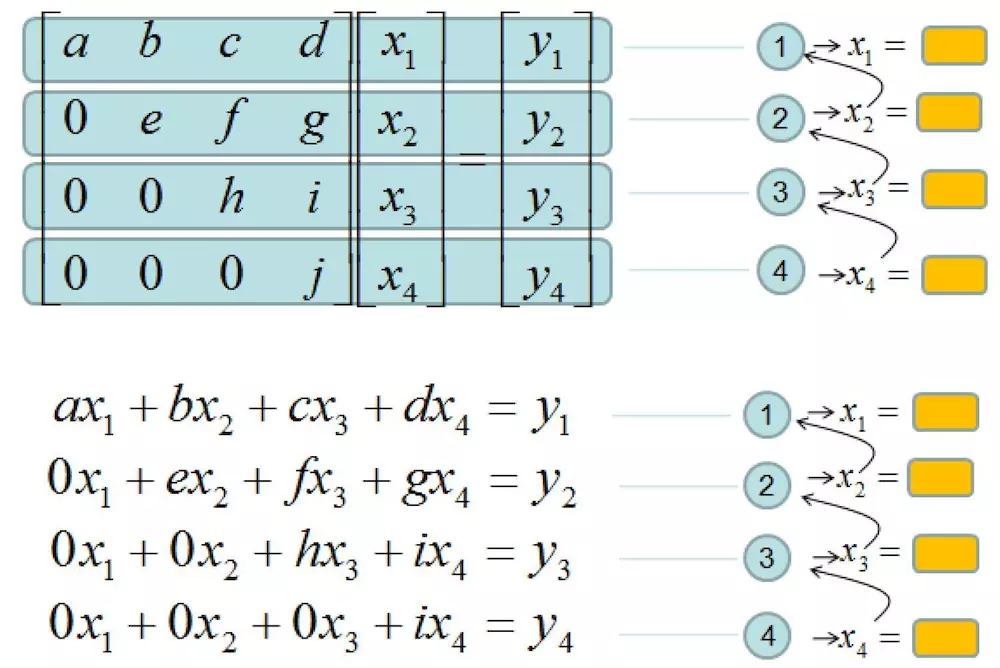 a b c d x₁ y₁ 1 → x₁ =
0 e f g x₂ y₂ 2 → x₂ =
=
0 0 h i x₃ y₃ 3 → x₃ =
0 0 0 j x₄ y₄ 4 → x₄ =
ax₁ + bx₂ + cx₃ + dx₄ = y₁ 1 → x₁ =
0x₁ + ex₂ + fx₃ + gx₄ = y₂ 2 → x₂ =
0x₁ + 0x₂ + hx₃ + ix₄ = y₃ 3 → x₃ =
0x₁ + 0x₂ + 0x₃ + ix₄ = y₄ 4 → x₄ =